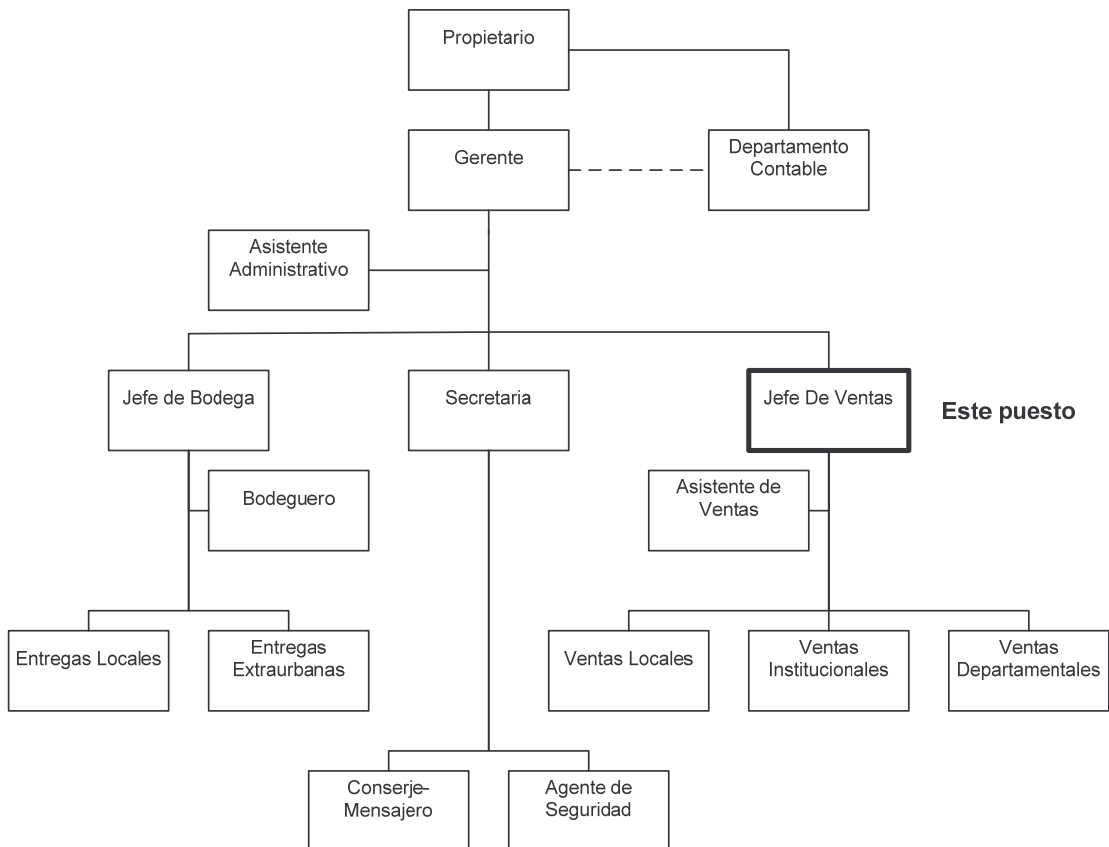 Propietario
Gerente
Departamento
Contable
Asistente
Administrativo
Jefe de Bodega
Secretaria
Jefe De Ventas
Este puesto
Bodeguero
Asistente de
Ventas
Entregas Locales
Entregas
Extraurbanas
Ventas Locales
Ventas
Institucionales
Ventas
Departamentales
Conserje-
Mensajero
Agente de
Seguridad